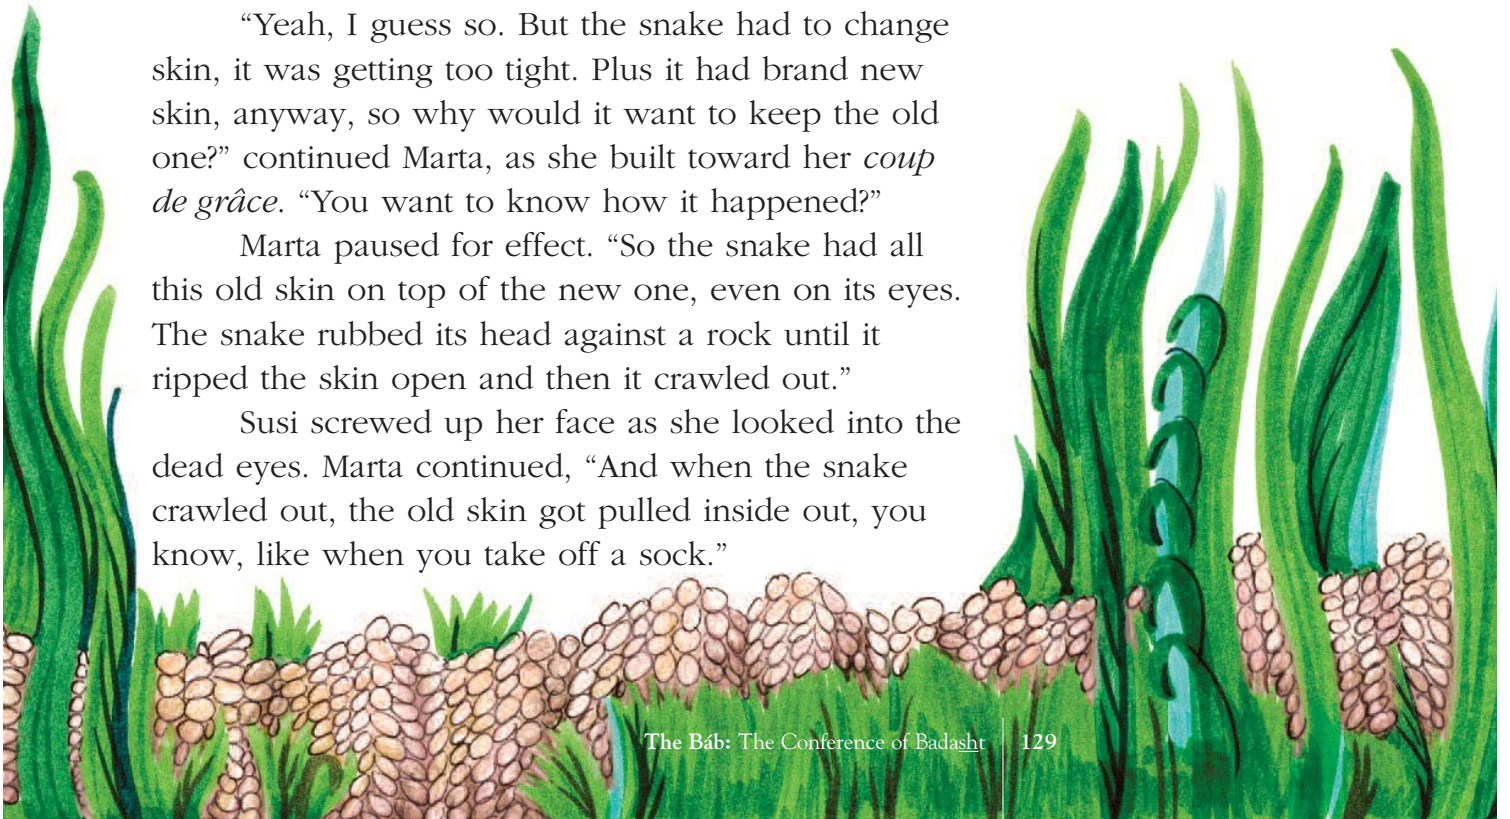 “Yeah, I guess so. But the snake had to change
skin, it was getting too tight. Plus it had brand new
skin, anyway, so why would it want to keep the old
one?” continued Marta, as she built toward her coup
de grâce. “You want to know how it happened?”
Marta paused for effect. “So the snake had all
this old skin on top of the new one, even on its eyes.
The snake rubbed its head against a rock until it
ripped the skin open and then it crawled out.”
Susi screwed up her face as she looked into the
dead eyes. Marta continued, “And when the snake
crawled out, the old skin got pulled inside out, you
know, like when you take off a sock.”
The Báb: The Conference of Badasht 129